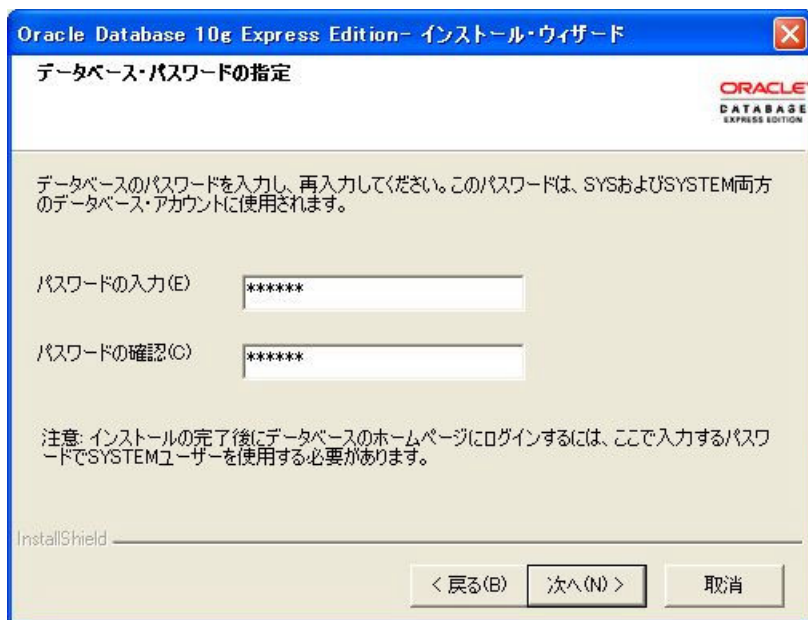 Oracle Database 10g Express Edition- インストール・ウィザード
データベース・パスワードの指定
ORACLE
DATABASE
EXPRESS EDITION
データベースのパスワードを入力し、再入力してください。このパスワードは、SYSおよびSYSTEM両方
のデータベース・アカウントに使用されます。
パスワードの入力(E)
******
パスワードの確認(C)
******
注意: インストールの完了後にデータベースのホームページにログインするには、ここで入力するパスワ
ードでSYSTEMユーザーを使用する必要があります。
InstallShield
< 戻る(B)
次へ(N) >
取消